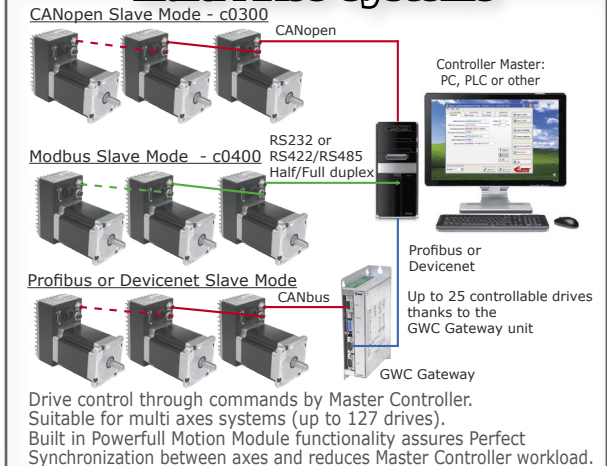 CANopen Slave Mode - c0300
CANopen
Controller Master:
PC, PLC or other
Modbus Slave Mode - c0400
RS232 or
RS422/RS485
Half/Full duplex
Profibus or
Devicenet
Profibus or Devicenet Slave Mode
CANbus
Up to 25 controllable drives
thanks to the
GWC Gateway unit
GWC Gateway
Drive control through commands by Master Controller.
Suitable for multi axes systems (up to 127 drives).
Built in Powerfull Motion Module functionality assures Perfect
Synchronization between axes and reduces Master Controller workload.